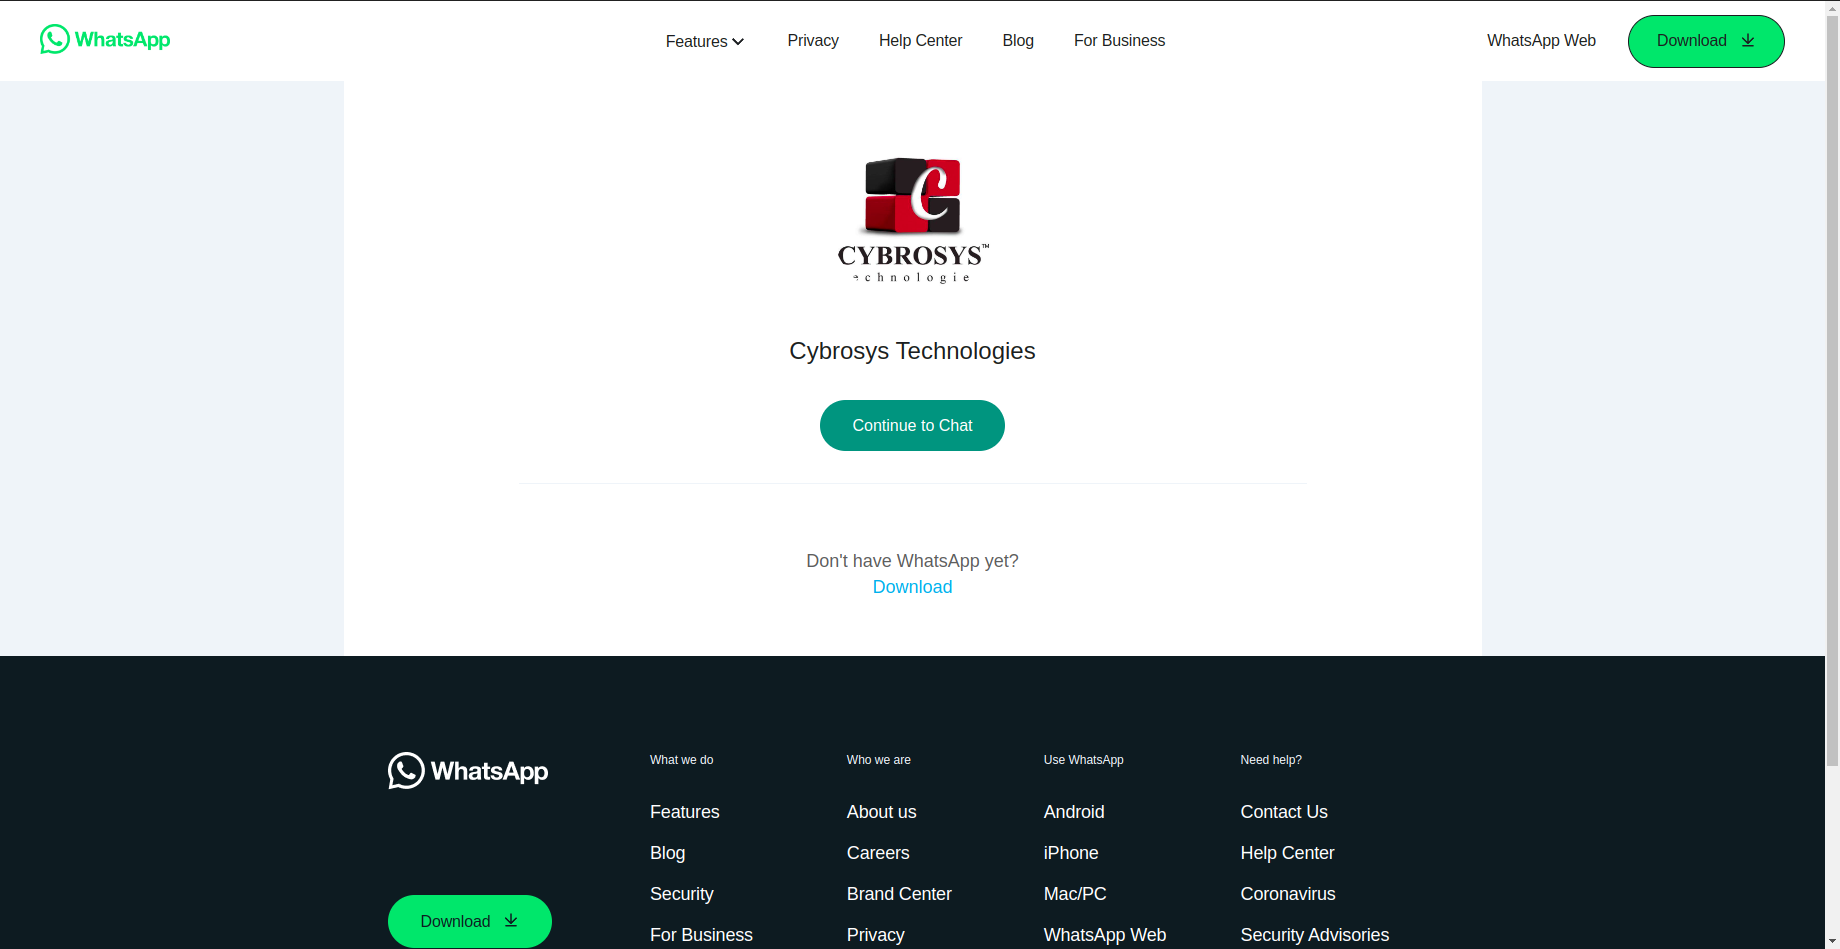 WhatsApp
Features
Privacy
Help Center
Blog
For Business
WhatsApp Web
Download
C
CYBROSYS™
echnologie
Cybrosys Technologies
Continue to Chat
Don't have WhatsApp yet?
Download
WhatsApp
Download
What we do
Features
Blog
Security
For Business
Who we are
About us
Careers
Brand Center
Privacy
Use WhatsApp
Android
iPhone
Mac/PC
WhatsApp Web
Need help?
Contact Us
Help Center
Coronavirus
Security Advisories